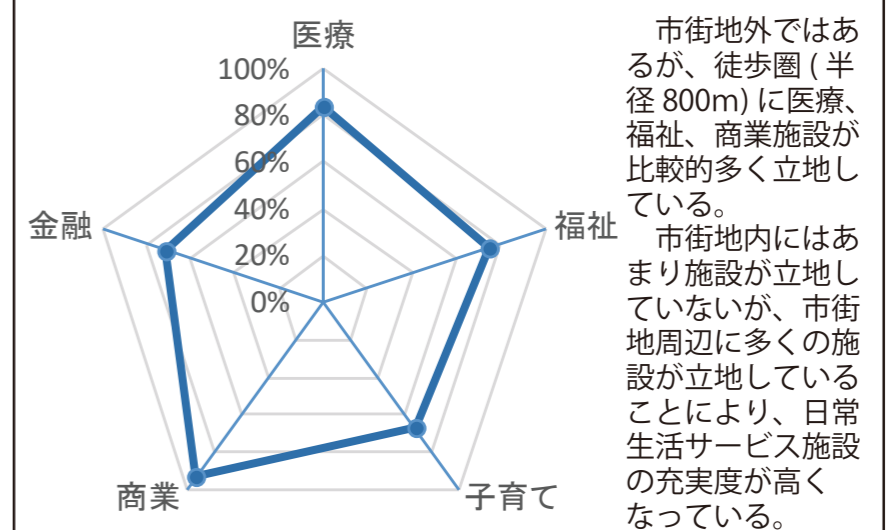 医療
100%
80%
60%
40%
20%
0%
金融
福祉
商業
子育て
市街地外ではあ
るが、徒歩圏 ( 半
径 800m) に医療、
福祉、商業施設が
比較的多く立地し
ている。
市街地内にはあ
まり施設が立地し
ていないが、市街
地周辺に多くの施
設が立地している
ことにより、日常
生活サービス施設
の充実度が高く
なっている。